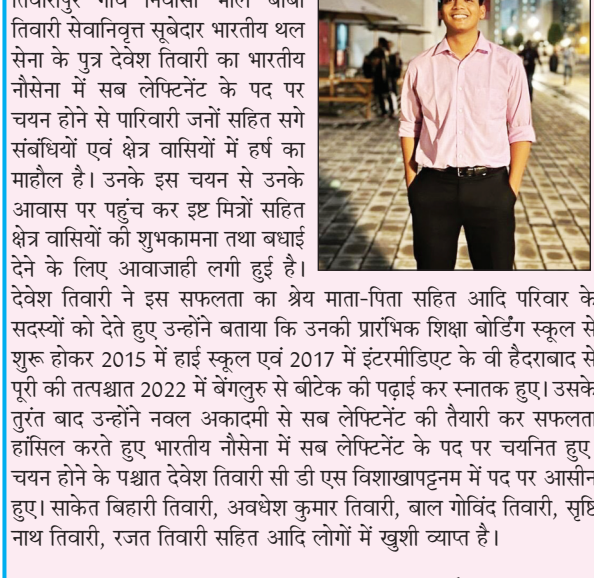 तिवारीपुर गांव निवासी भोले बाबा
तिवारी सेवानिवृत्त सूबेदार भारतीय थल
सेना के पुत्र देवेश तिवारी का भारतीय
नौसेना में सब लेफ्टिनेंट के पद पर
चयन होने से पारिवारी जनों सहित सगे
संबंधियों एवं क्षेत्र वासियों में हर्ष का
माहौल है। उनके इस चयन से उनके
आवास पर पहुंच कर इष्ट मित्रों सहित
क्षेत्र वासियों की शुभकामना तथा बधाई
देने के लिए आवाजाही लगी हुई है।
देवेश तिवारी ने इस सफलता का श्रेय माता-पिता सहित आदि परिवार के
सदस्यों को देते हुए उन्होंने बताया कि उनकी प्रारंभिक शिक्षा बोर्डिंग स्कूल से
शुरू होकर 2015 में हाई स्कूल एवं 2017 में इंटरमीडिएट के वी हैदराबाद से
पूरी की तत्पश्चात 2022 में बेंगलुरु से बीटेक की पढ़ाई कर स्नातक हुए। उसके
तुरंत बाद उन्होंने नवल अकादमी से सब लेफ्टिनेंट की तैयारी कर सफलता
हांसिल करते हुए भारतीय नौसेना में सब लेफ्टिनेंट के पद पर चयनित हुए
चयन होने के पश्चात देवेश तिवारी सी डी एस विशाखापट्टनम में पद पर आसीन
हुए। साकेत बिहारी तिवारी, अवधेश कुमार तिवारी, बाल गोविंद तिवारी, सृष्टि
नाथ तिवारी, रजत तिवारी सहित आदि लोगों में खुशी व्याप्त है।